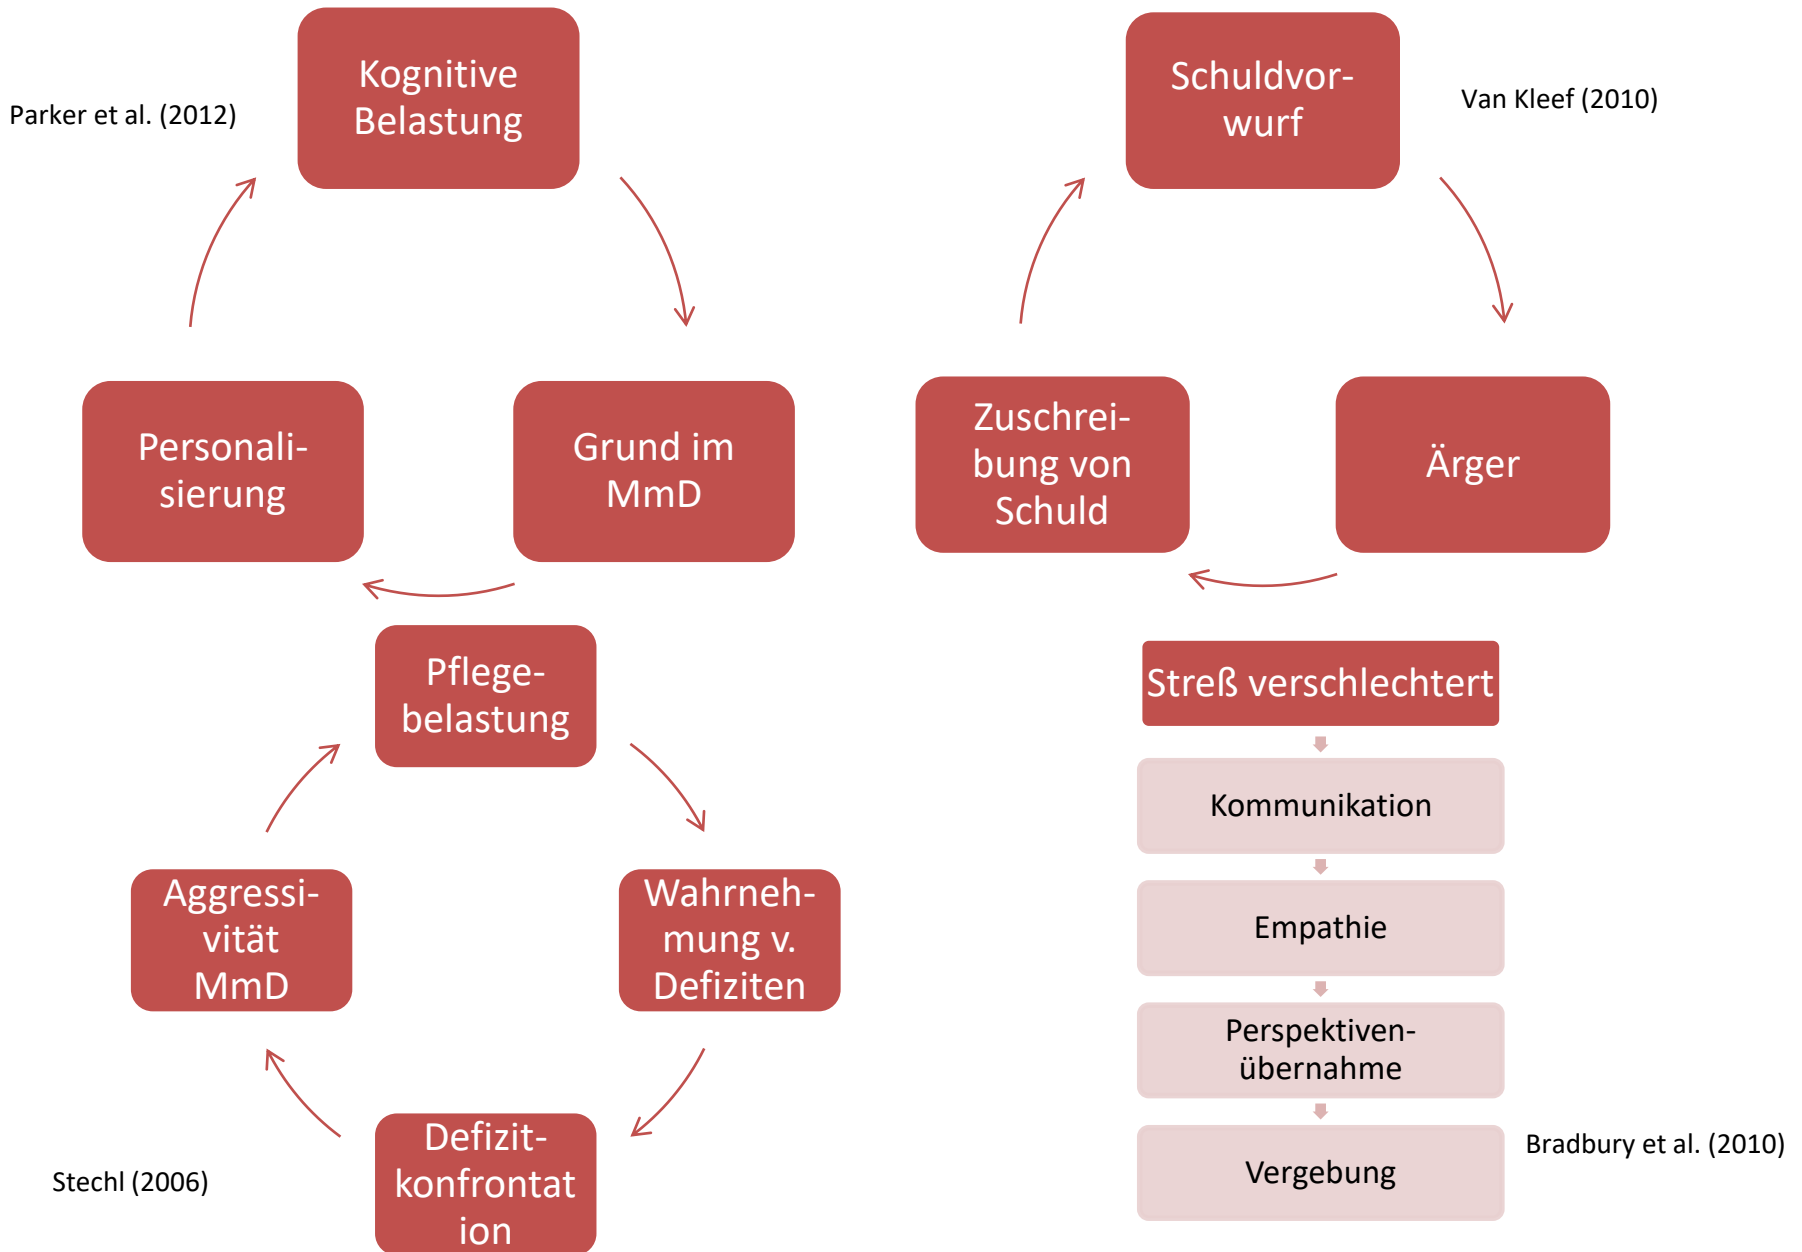 Parker et al. (2012)
Kognitive
Belastung
Personali-
sierung
Grund im
MmD
Schuldvor-
wurf
Van Kleef (2010)
Zuschrei-
bung von
Schuld
Ärger
Pflege-
belastung
Aggressi-
vität
MmD
Wahrneh-
mung v.
Defiziten
Defizit-
konfrontat
ion
Stechl (2006)
Streß verschlechtert
Kommunikation
Empathie
Perspektiven-
übernahme
Vergebung
Bradbury et al. (2010)